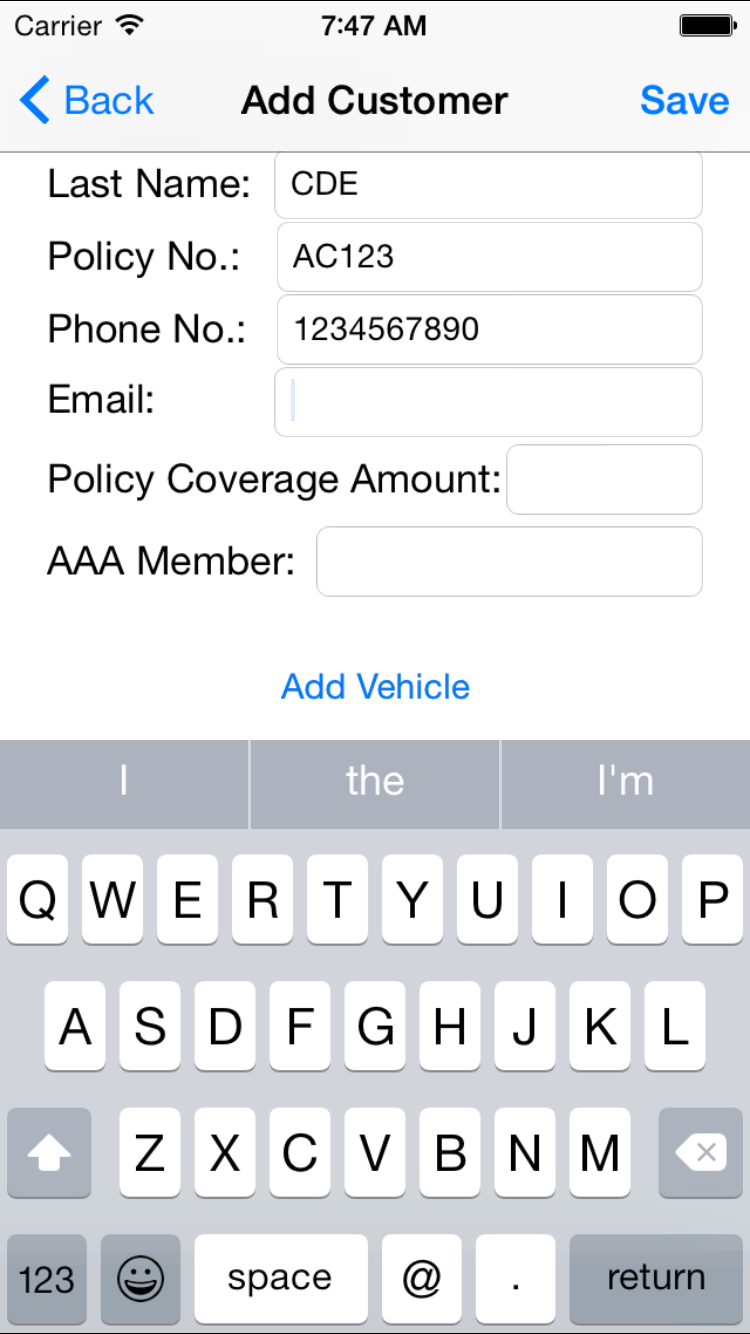 Carrier 7:47 AM
Back Add Customer Save
Last Name: CDE
Policy No.: AC123
Phone No.: 1234567890
Email:
Policy Coverage Amount:
AAA Member:
Add Vehicle
I the I'm
Q W E R T Y U I O P
A S D F G H J K L
Z X C V B N M
123 space @ . return